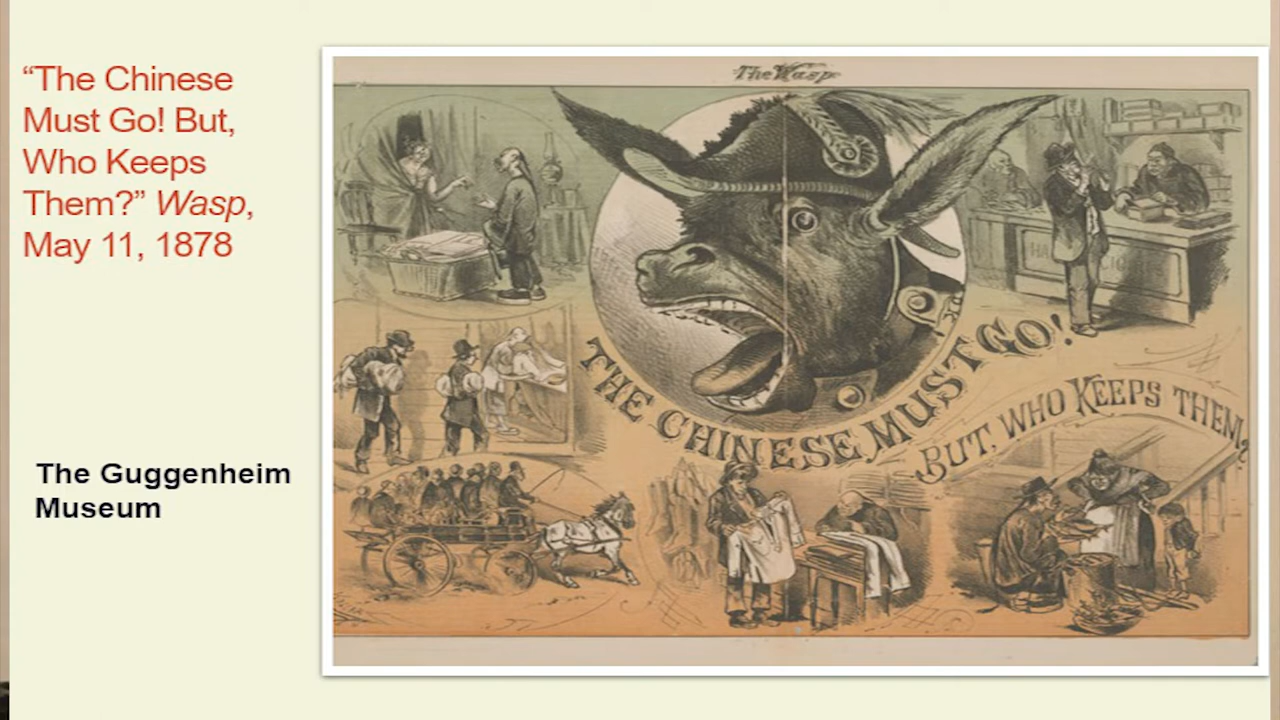 “The Chinese
Must Go! But,
Who Keeps
Them?” Wasp,
May 11, 1878
The Guggenheim
Museum
The Wasp
THE CHINESE MUST GO!
BUT, WHO KEEPS THEM?